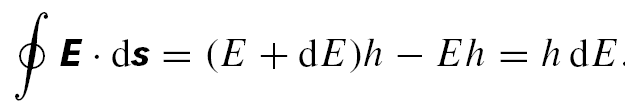 ∮ E · ds = (E + dE)h − Eh = h dE.